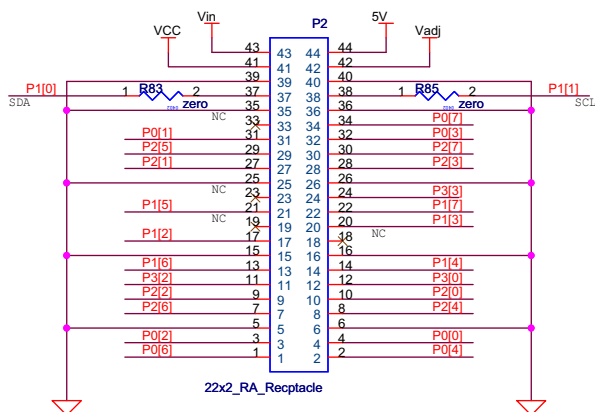 P2
Vin 5V
VCC Vadj
43 43 44 44
41 41 42 42
39 39 40 40
P1[0] 1 R83 2 37 37 38 38 1 R85 2 P1[1]
SDA zero zero SCL
35 35 36 36
NC 33 33 34 34 P0[7]
P0[1] 31 31 32 32 P0[3]
P2[5] 29 29 30 30 P2[7]
P2[1] 27 27 28 28 P2[3]
25 25 26 26
NC 23 23 24 24 P3[3]
P1[5] 21 21 22 22 P1[7]
NC 19 19 20 20 P1[3]
P1[2] 17 17 18 18 NC
15 15 16 16
P1[6] 13 13 14 14 P1[4]
P3[2] 11 11 12 12 P3[0]
P2[2] 9 9 10 10 P2[0]
P2[6] 7 7 8 8 P2[4]
5 5 6 6
P0[2] 3 3 4 4 P0[0]
P0[6] 1 1 2 2 P0[4]
22x2_RA_Recptacle